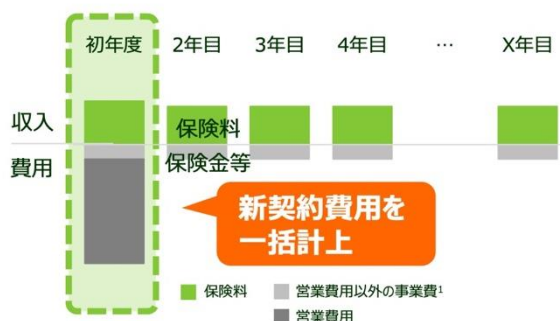 初年度 2年目 3年目 4年目 … X年目
収入
保険料
費用
保険金等
新契約費用を
一括計上
保険料 営業費用以外の事業費1
営業費用